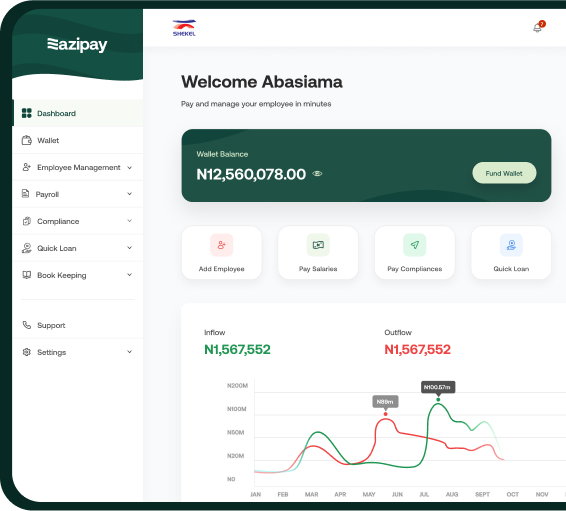 Eazipay
SHEKEL
7
Dashboard
Wallet
Employee Management
Payroll
Compliance
Quick Loan
Book Keeping
Support
Settings
Welcome Abasiama
Pay and manage your employee in minutes
Wallet Balance
N12,560,078.00
Fund Wallet
Add Employee
Pay Salaries
Pay Compliances
Quick Loan
Inflow
N1,567,552
Outflow
N1,567,552
N200M
N100M
N50M
N20M
N0
N89m
N100.57m
JAN FEB MAR APR MAY JUN JUL AUG SEPT OCT NOV